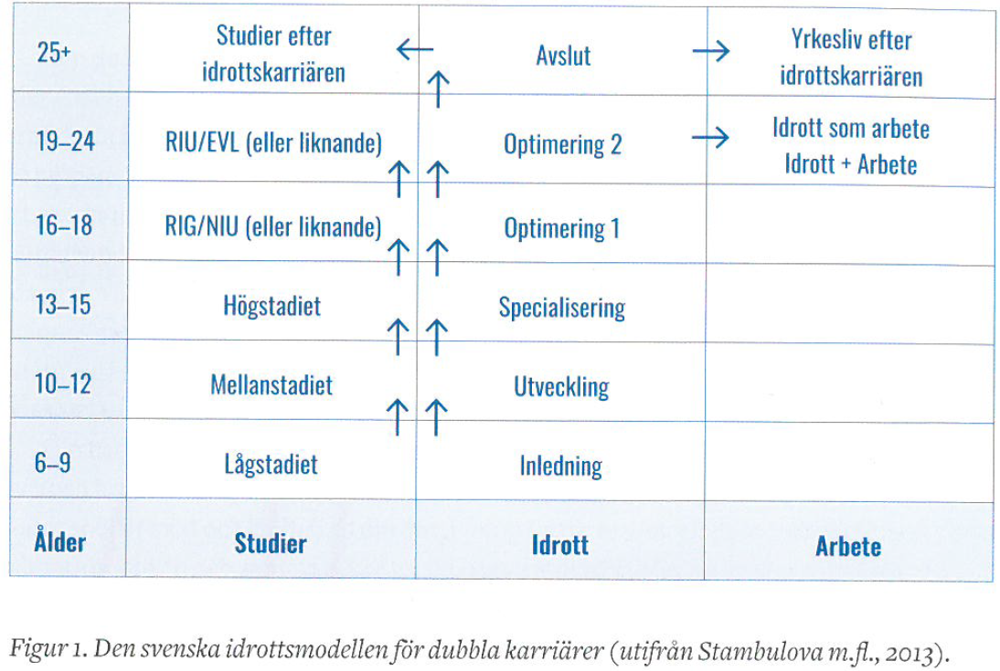 25+
Studier efter
idrottskarriären
←
Avslut
→
Yrkesliv efter
idrottskarriären
↑
19–24
RIU/EVL (eller liknande)
Optimering 2
→
Idrott som arbete
Idrott + Arbete
↑ ↑
16–18
RIG/NIU (eller liknande)
Optimering 1
↑ ↑
13–15
Högstadiet
Specialisering
↑ ↑
10–12
Mellanstadiet
Utveckling
↑ ↑
6–9
Lågstadiet
Inledning
Ålder
Studier
Idrott
Arbete
Figur 1. Den svenska idrottsmodellen för dubbla karriärer (utifrån Stambulova m.fl., 2013).